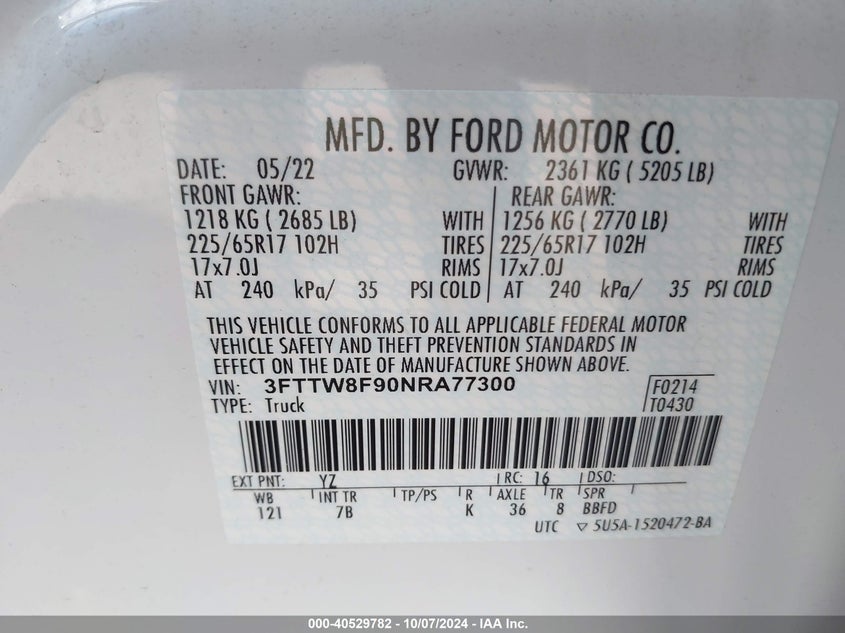 MFD. BY FORD MOTOR CO.
DATE: 05/22 GVWR: 2361 KG ( 5205 LB)
FRONT GAWR: REAR GAWR:
1218 KG ( 2685 LB) WITH 1256 KG ( 2770 LB) WITH
225/65R17 102H TIRES 225/65R17 102H TIRES
17x7.0J RIMS 17x7.0J RIMS
AT 240 kPa/ 35 PSI COLD AT 240 kPa/ 35 PSI COLD
THIS VEHICLE CONFORMS TO ALL APPLICABLE FEDERAL MOTOR
VEHICLE SAFETY AND THEFT PREVENTION STANDARDS IN
EFFECT ON THE DATE OF MANUFACTURE SHOWN ABOVE.
VIN: 3FTTW8F90NRA77300 F0214
TYPE: Truck T0430
EXT PNT: YZ RC: 16 DSO:
WB INT TR TP/PS R AXLE TR SPR
121 7B K 36 8 BBFD
UTC ▽ 5U5A-1520472-BA
000-40529782 - 10/07/2024 - IAA Inc.